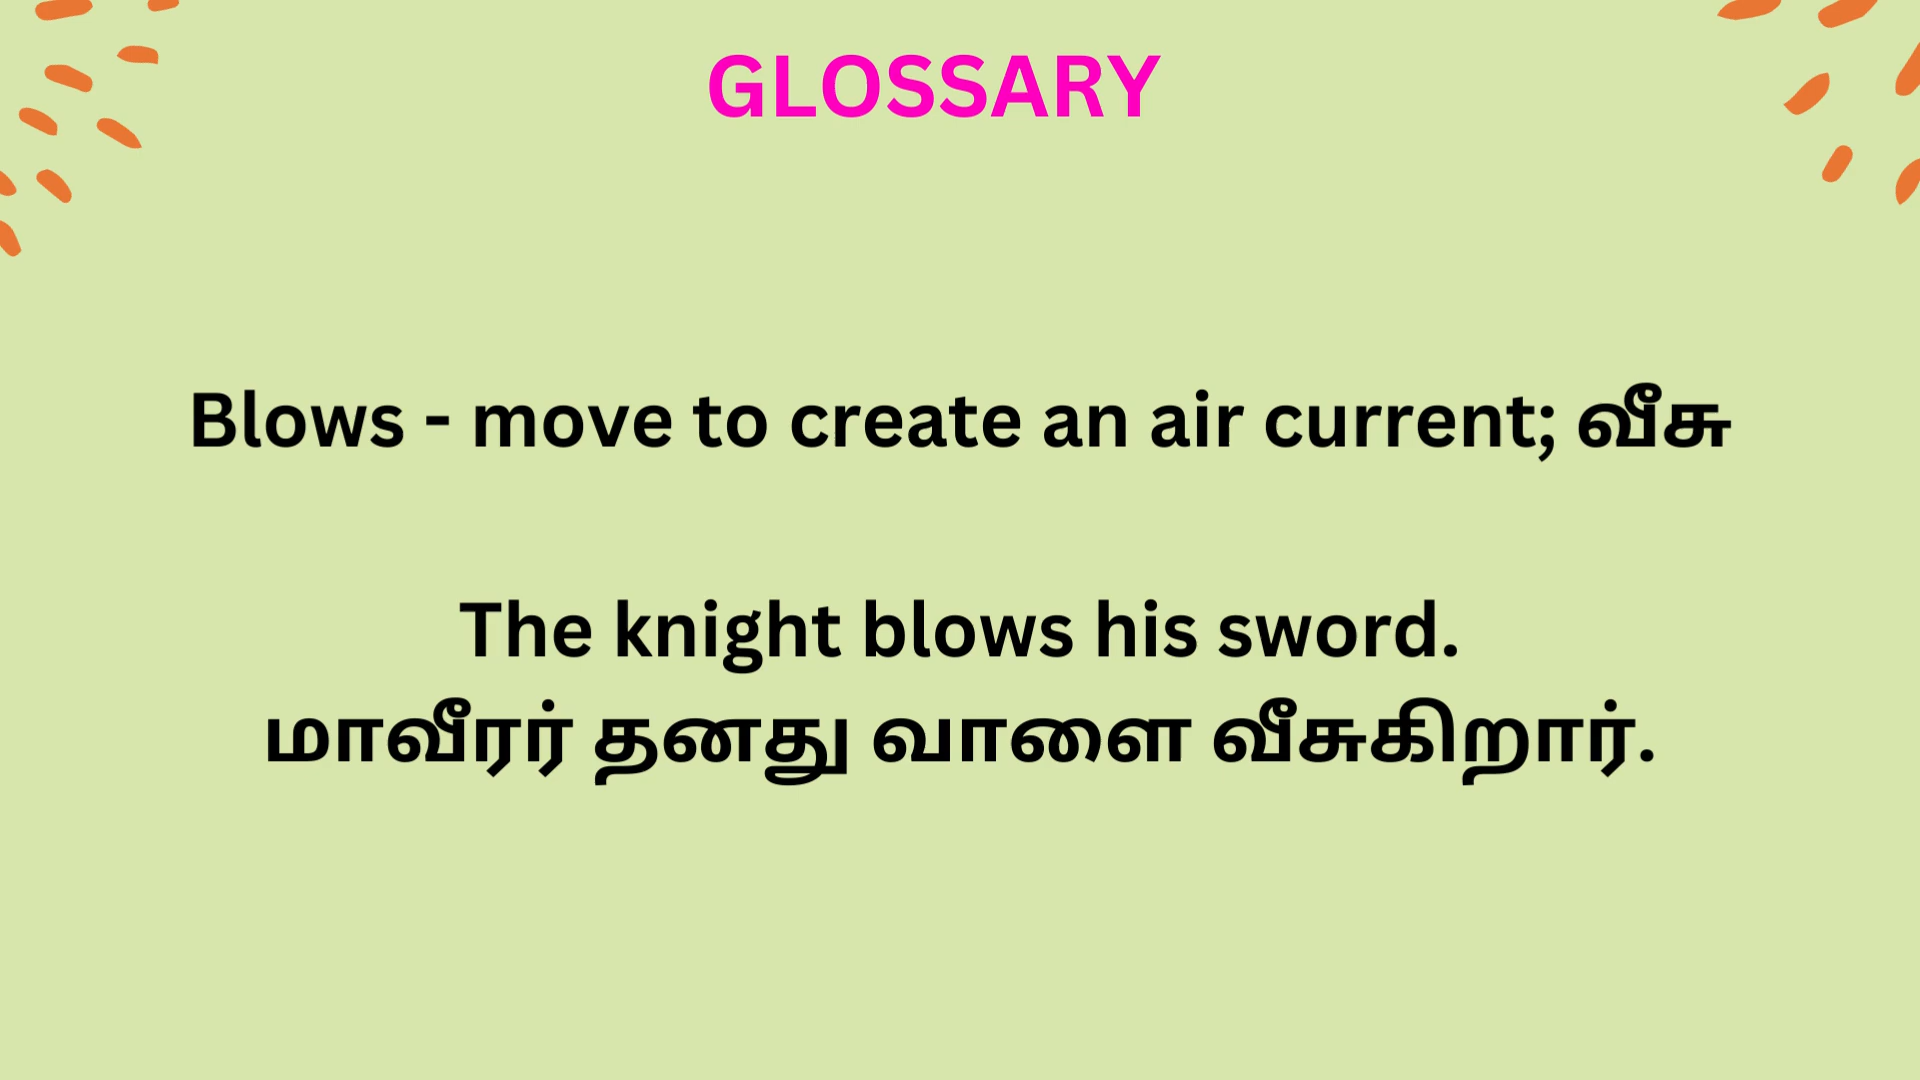 GLOSSARY
Blows - move to create an air current; வீசு
The knight blows his sword.
மாவீரர் தனது வாளை வீசுகிறார்.